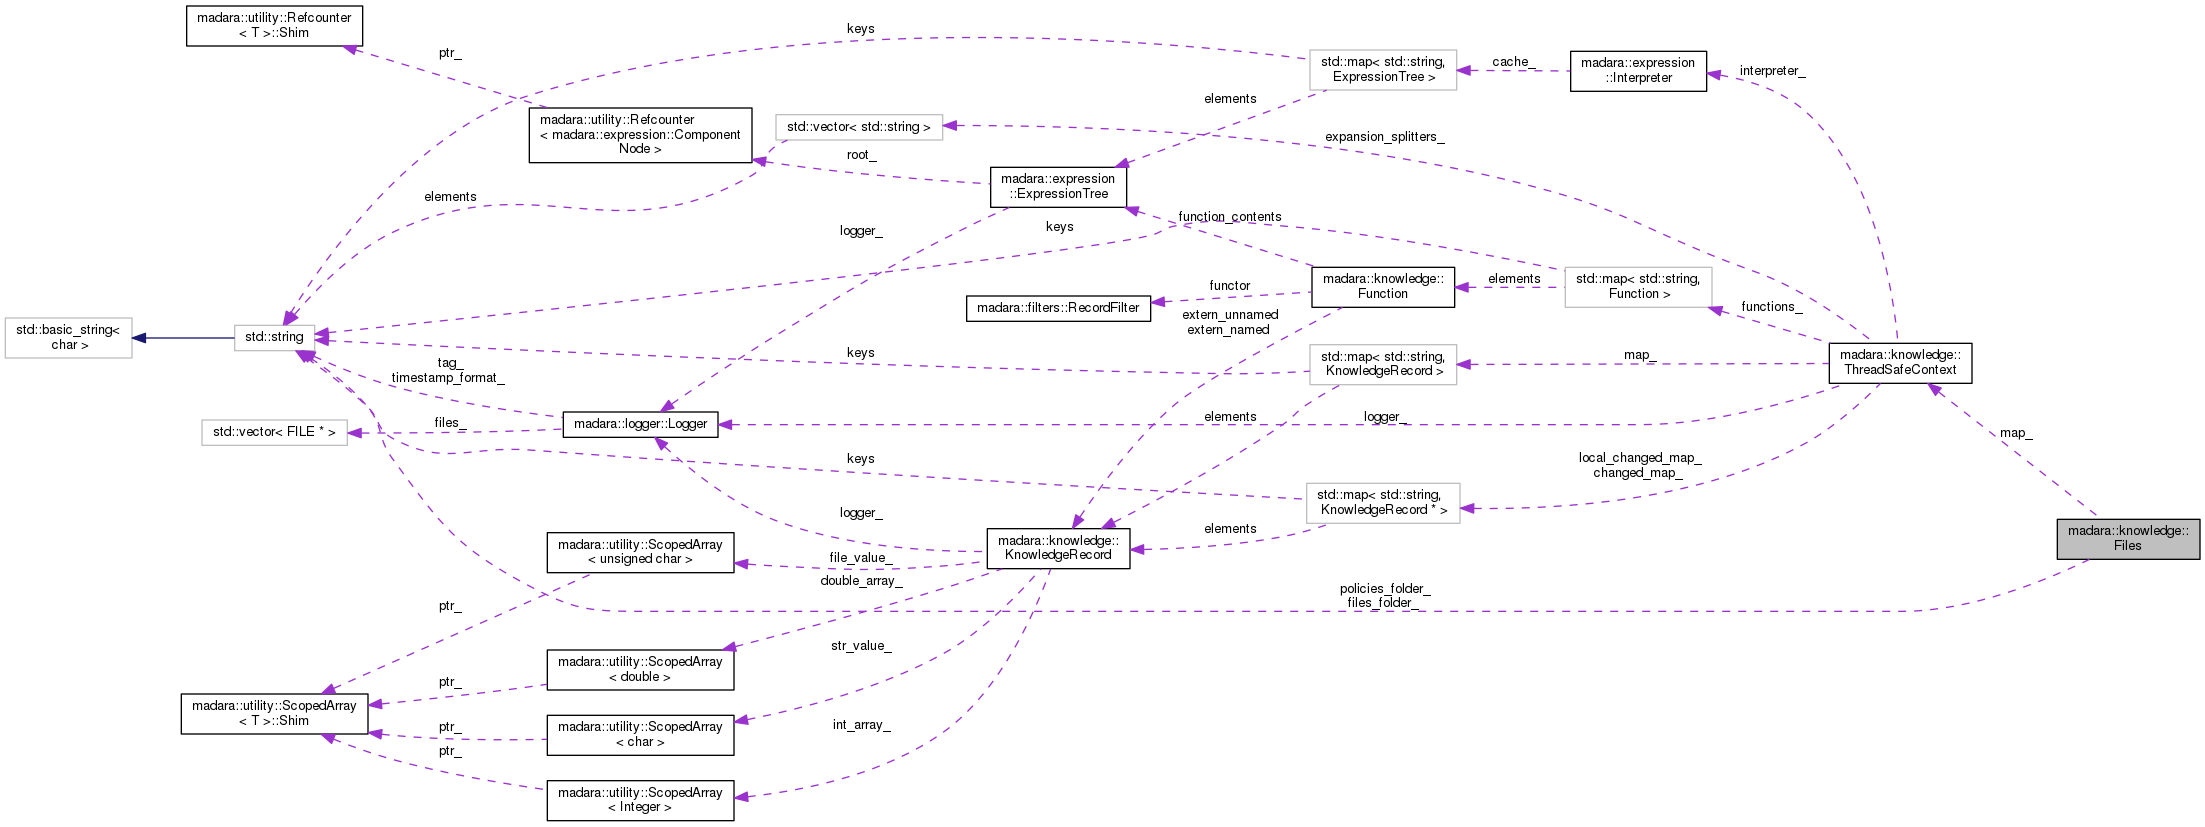 madara::utility::Refcounter
< T >::Shim
ptr_
keys
std::map< std::string,
ExpressionTree >
cache_
madara::expression
::Interpreter
interpreter_
madara::utility::Refcounter
< madara::expression::Component
Node >
std::vector< std::string >
elements
expansion_splitters_
root_
madara::expression
::ExpressionTree
elements
logger_
function_contents
keys
madara::knowledge::
Function
elements
std::map< std::string,
Function >
functions_
functor
madara::filters::RecordFilter
extern_unnamed
extern_named
std::basic_string<
char >
std::string
keys
std::map< std::string,
KnowledgeRecord >
map_
madara::knowledge::
ThreadSafeContext
tag_
timestamp_format_
std::vector< FILE * >
files_
madara::logger::Logger
elements
logger_
map_
keys
local_changed_map_
changed_map_
std::map< std::string,
KnowledgeRecord * >
logger_
elements
madara::knowledge::
KnowledgeRecord
madara::knowledge::
Files
madara::utility::ScopedArray
< unsigned char >
file_value_
double_array_
policies_folder_
files_folder_
ptr_
str_value_
madara::utility::ScopedArray
< double >
ptr_
madara::utility::ScopedArray
< T >::Shim
ptr_
madara::utility::ScopedArray
< char >
int_array_
ptr_
madara::utility::ScopedArray
< Integer >